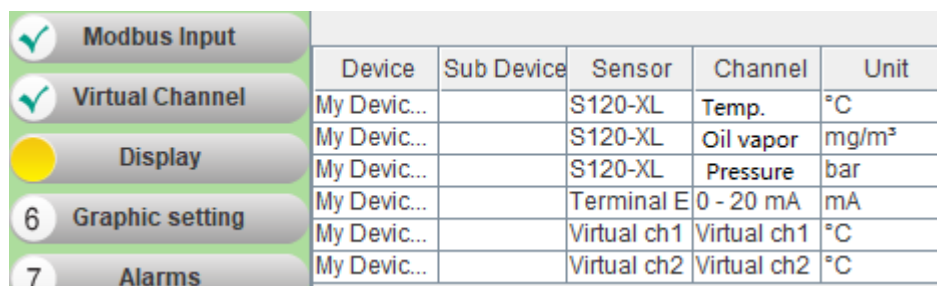 Modbus Input
Virtual Channel
Display
6 Graphic setting
7 Alarms
Device Sub Device Sensor Channel Unit
My Devic... S120-XL Temp. °C
My Devic... S120-XL Oil vapor mg/m³
My Devic... S120-XL Pressure bar
My Devic... Terminal E 0 - 20 mA mA
My Devic... Virtual ch1 Virtual ch1 °C
My Devic... Virtual ch2 Virtual ch2 °C